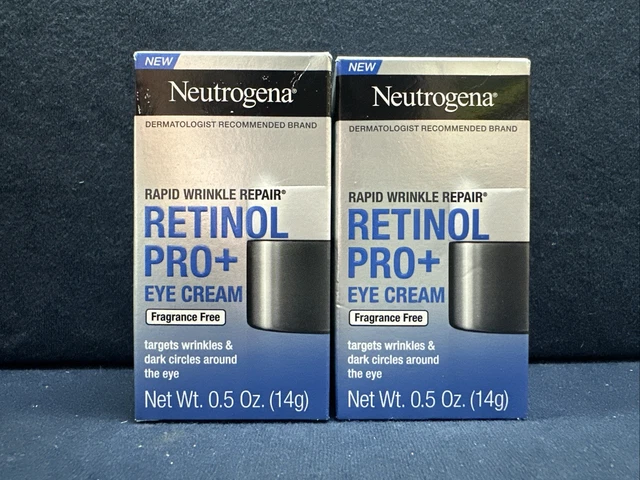 NEW
Neutrogena®
DERMATOLOGIST RECOMMENDED BRAND
RAPID WRINKLE REPAIR®
RETINOL
PRO+
EYE CREAM
Fragrance Free
targets wrinkles &
dark circles around
the eye
Net Wt. 0.5 Oz. (14g)
NEW
Neutrogena®
DERMATOLOGIST RECOMMENDED BRAND
RAPID WRINKLE REPAIR®
RETINOL
PRO+
EYE CREAM
Fragrance Free
targets wrinkles &
dark circles around
the eye
Net Wt. 0.5 Oz. (14g)